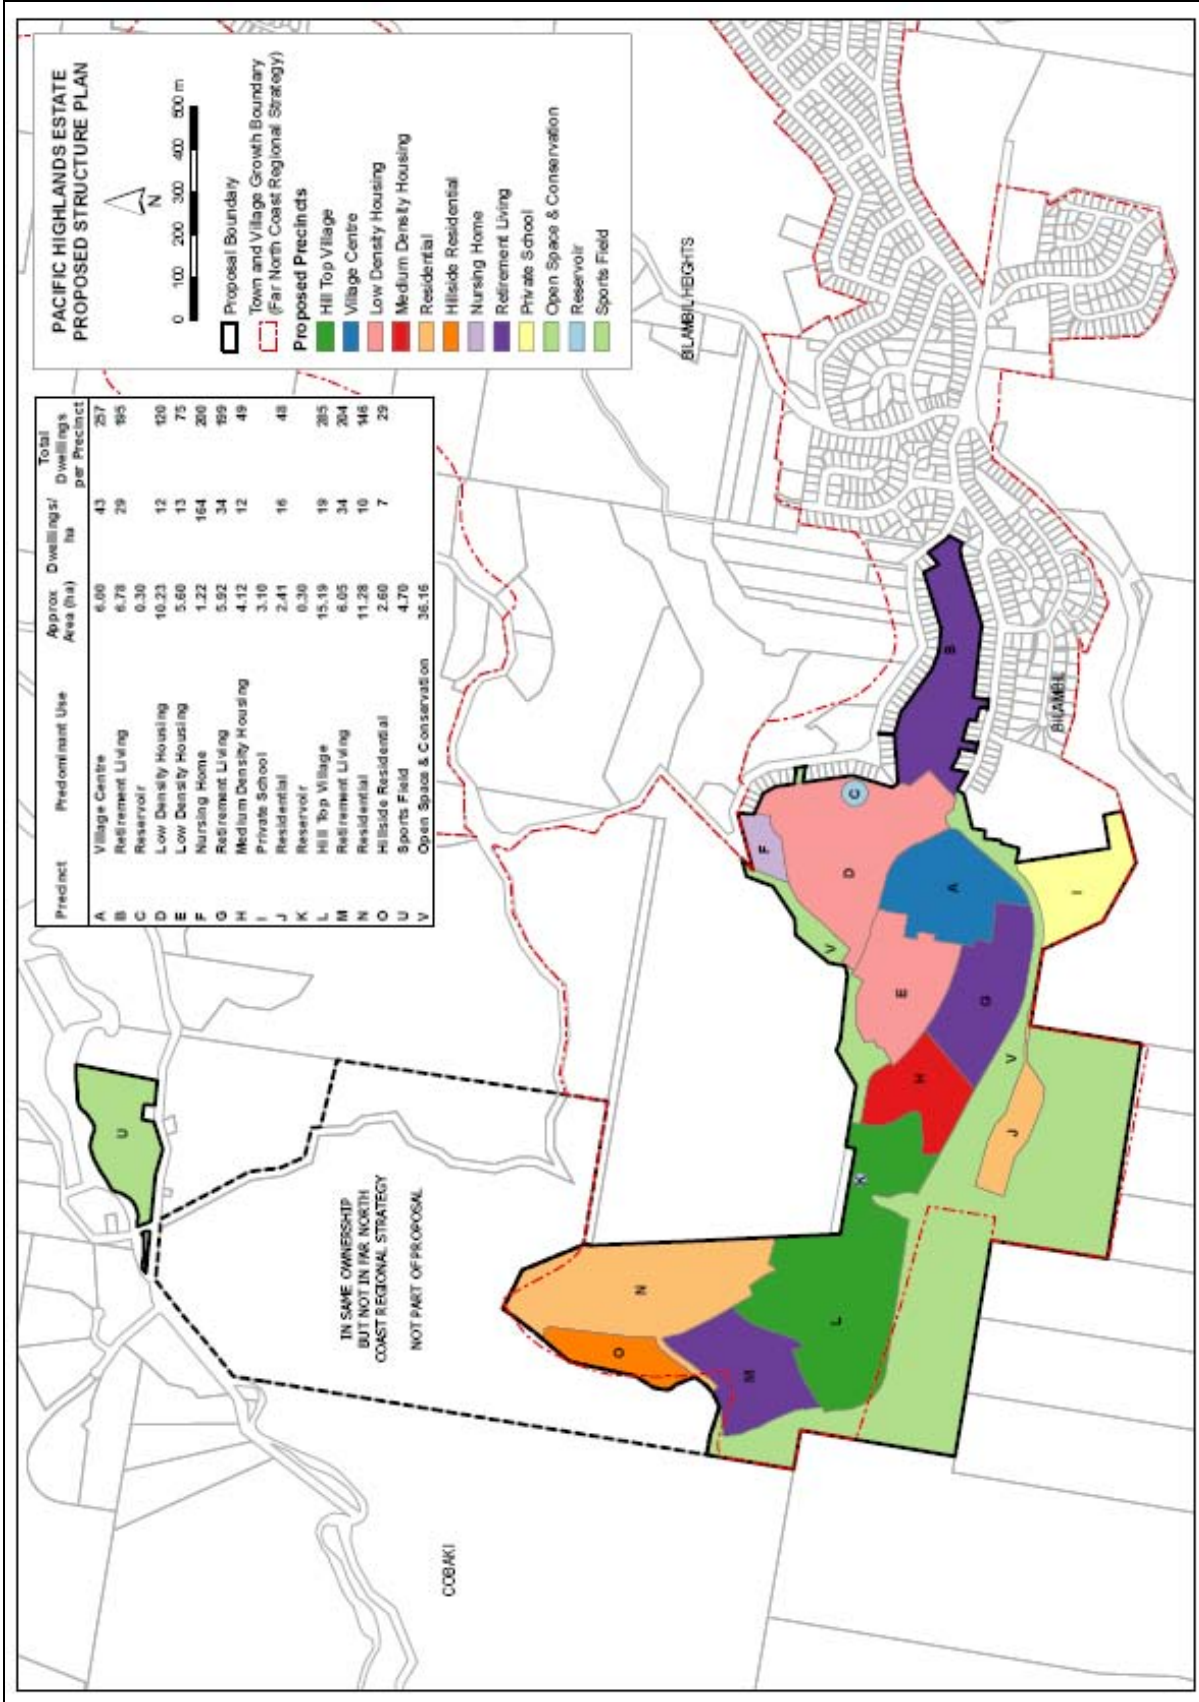 PACIFIC HIGHLANDS ESTATE
PROPOSED STRUCTURE PLAN
N
0 100 200 300 400 500 m
Proposal Boundary
Town and Village Growth Boundary
(Far North Coast Regional Strategy)
Proposed Precincts
Hill Top Village
Village Centre
Low Density Housing
Medium Density Housing
Residential
Hillside Residential
Nursing Home
Retirement Living
Private School
Open Space & Conservation
Reservoir
Sports Field
Precinct Predominant Use Approx Area (ha) Dwellings/ ha Total Dwellings per Precinct
A Village Centre 6.00 43 257
B Retirement Living 6.78 29 195
C Reservoir 0.30
D Low Density Housing 10.23 12 120
E Low Density Housing 5.60 13 75
F Nursing Home 1.22 164 200
G Retirement Living 5.92 34 199
H Medium Density Housing 4.12 12 49
I Private School 3.10
J Residential 2.41 16 48
K Reservoir 0.30
L Hill Top Village 15.19 19 285
M Retirement Living 6.05 34 204
N Residential 11.28 10 146
O Hillside Residential 2.60 7 29
U Sports Field 4.70
V Open Space & Conservation 36.16
BILAMBIL HEIGHTS
BILAMBIL
COBAKI
IN SAME OWNERSHIP
BUT NOT IN FAR NORTH
COAST REGIONAL STRATEGY
NOT PART OF PROPOSAL
U
O
N
M
L
K
H
J
V
E
G
V
D
A
F
C
I
B